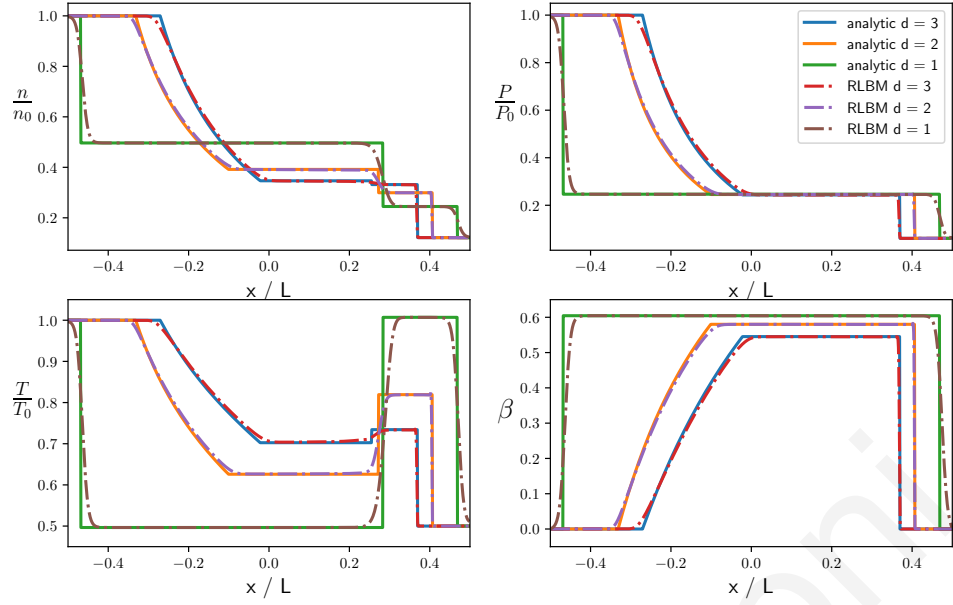 1.0
0.8
n/n₀ 0.6
0.4
0.2
−0.4 −0.2 0.0 0.2 0.4
x / L
1.0
0.8
P/P₀ 0.6
0.4
0.2
−0.4 −0.2 0.0 0.2 0.4
x / L
analytic d = 3
analytic d = 2
analytic d = 1
RLBM d = 3
RLBM d = 2
RLBM d = 1
1.0
0.9
0.8
T/T₀
0.7
0.6
0.5
−0.4 −0.2 0.0 0.2 0.4
x / L
0.6
0.5
0.4
β 0.3
0.2
0.1
0.0
−0.4 −0.2 0.0 0.2 0.4
x / L